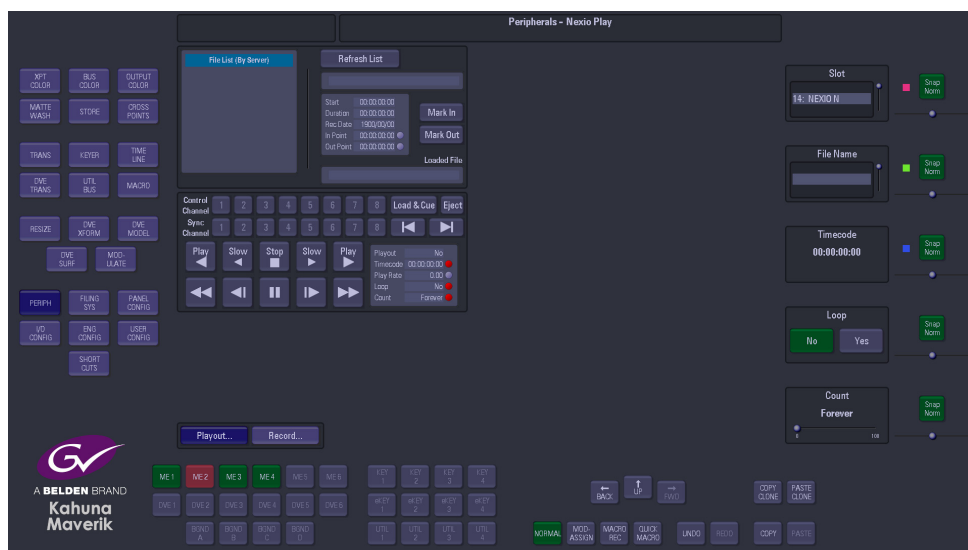 Peripherals - Nexio Play
File List (By Server)
Refresh List
Start 00:00:00:00
Duration 00:00:00:00
Rec Date 1900/00/00
In Point 00:00:00:00
Out Point 00:00:00:00
Mark In
Mark Out
Loaded File
Control Channel 1 2 3 4 5 6 7 8 Load & Cue Eject
Sync Channel 1 2 3 4 5 6 7 8
Play Slow Stop Slow Play
Playout No
Timecode 00:00:00:00
Play Rate 0.00
Loop No
Count Forever
Playout... Record...
XPT COLOR
BUS COLOR
OUTPUT COLOR
MATTE WASH
STORE
CROSS POINTS
TRANS
KEYER
TIME LINE
DVE TRANS
UTIL BUS
MACRO
RESIZE
DVE XFORM
DVE MODEL
DVE SURF
MOD- ULATE
PERIPH
FILING SYS
PANEL CONFIG
I/O CONFIG
ENG CONFIG
USER CONFIG
SHORT CUTS
Slot
14: NEXIO N
Snap Norm
File Name
Snap Norm
Timecode
00:00:00:00
Snap Norm
Loop
No Yes
Snap Norm
Count
Forever
0 100
Snap Norm
GV
A BELDEN BRAND
Kahuna
Maverik
ME 1 ME 2 ME 3 ME 4 ME 5 ME 6
DVE 1 DVE 2 DVE 3 DVE 4 DVE 5 DVE 6
BGND A BGND B BGND C BGND D
KEY 1 KEY 2 KEY 3 KEY 4
eKEY 1 eKEY 2 eKEY 3 eKEY 4
UTIL 1 UTIL 2 UTIL 3 UTIL 4
BACK UP FWD
COPY CLONE PASTE CLONE
NORMAL MOD- ASSIGN MACRO REC QUICK MACRO UNDO REDO COPY PASTE